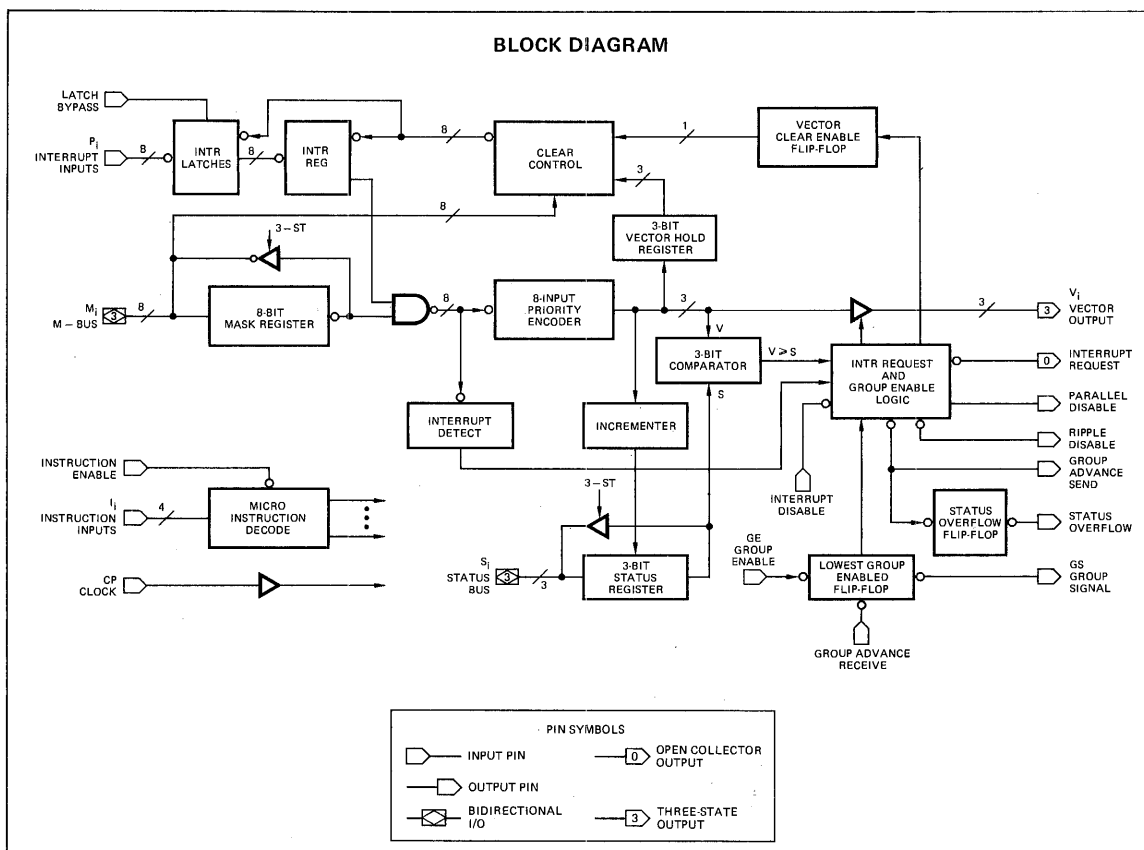 BLOCK DIAGRAM
LATCH
BYPASS
Pi
INTERRUPT
INPUTS
8
INTR
LATCHES
8
INTR
REG
8
CLEAR
CONTROL
1
VECTOR
CLEAR ENABLE
FLIP-FLOP
3
8
3-BIT
VECTOR HOLD
REGISTER
3-ST
Mi
M-BUS
3
8
8-BIT
MASK REGISTER
8
8-INPUT
PRIORITY
ENCODER
3
3
3
Vi
VECTOR
OUTPUT
V
3-BIT
COMPARATOR
V ≥ S
S
INTR REQUEST
AND
GROUP ENABLE
LOGIC
0
INTERRUPT
REQUEST
PARALLEL
DISABLE
RIPPLE
DISABLE
GROUP
ADVANCE
SEND
INTERRUPT
DETECT
INCREMENTER
INTERRUPT
DISABLE
INSTRUCTION
ENABLE
Ii
INSTRUCTION
INPUTS
4
MICRO
INSTRUCTION
DECODE
3-ST
STATUS
OVERFLOW
FLIP-FLOP
STATUS
OVERFLOW
CP
CLOCK
Si
STATUS
BUS
3
3
3-BIT
STATUS
REGISTER
GE
GROUP
ENABLE
LOWEST GROUP
ENABLED
FLIP-FLOP
GS
GROUP
SIGNAL
GROUP ADVANCE
RECEIVE
PIN SYMBOLS
INPUT PIN
0
OPEN COLLECTOR
OUTPUT
OUTPUT PIN
BIDIRECTIONAL
I/O
3
THREE-STATE
OUTPUT